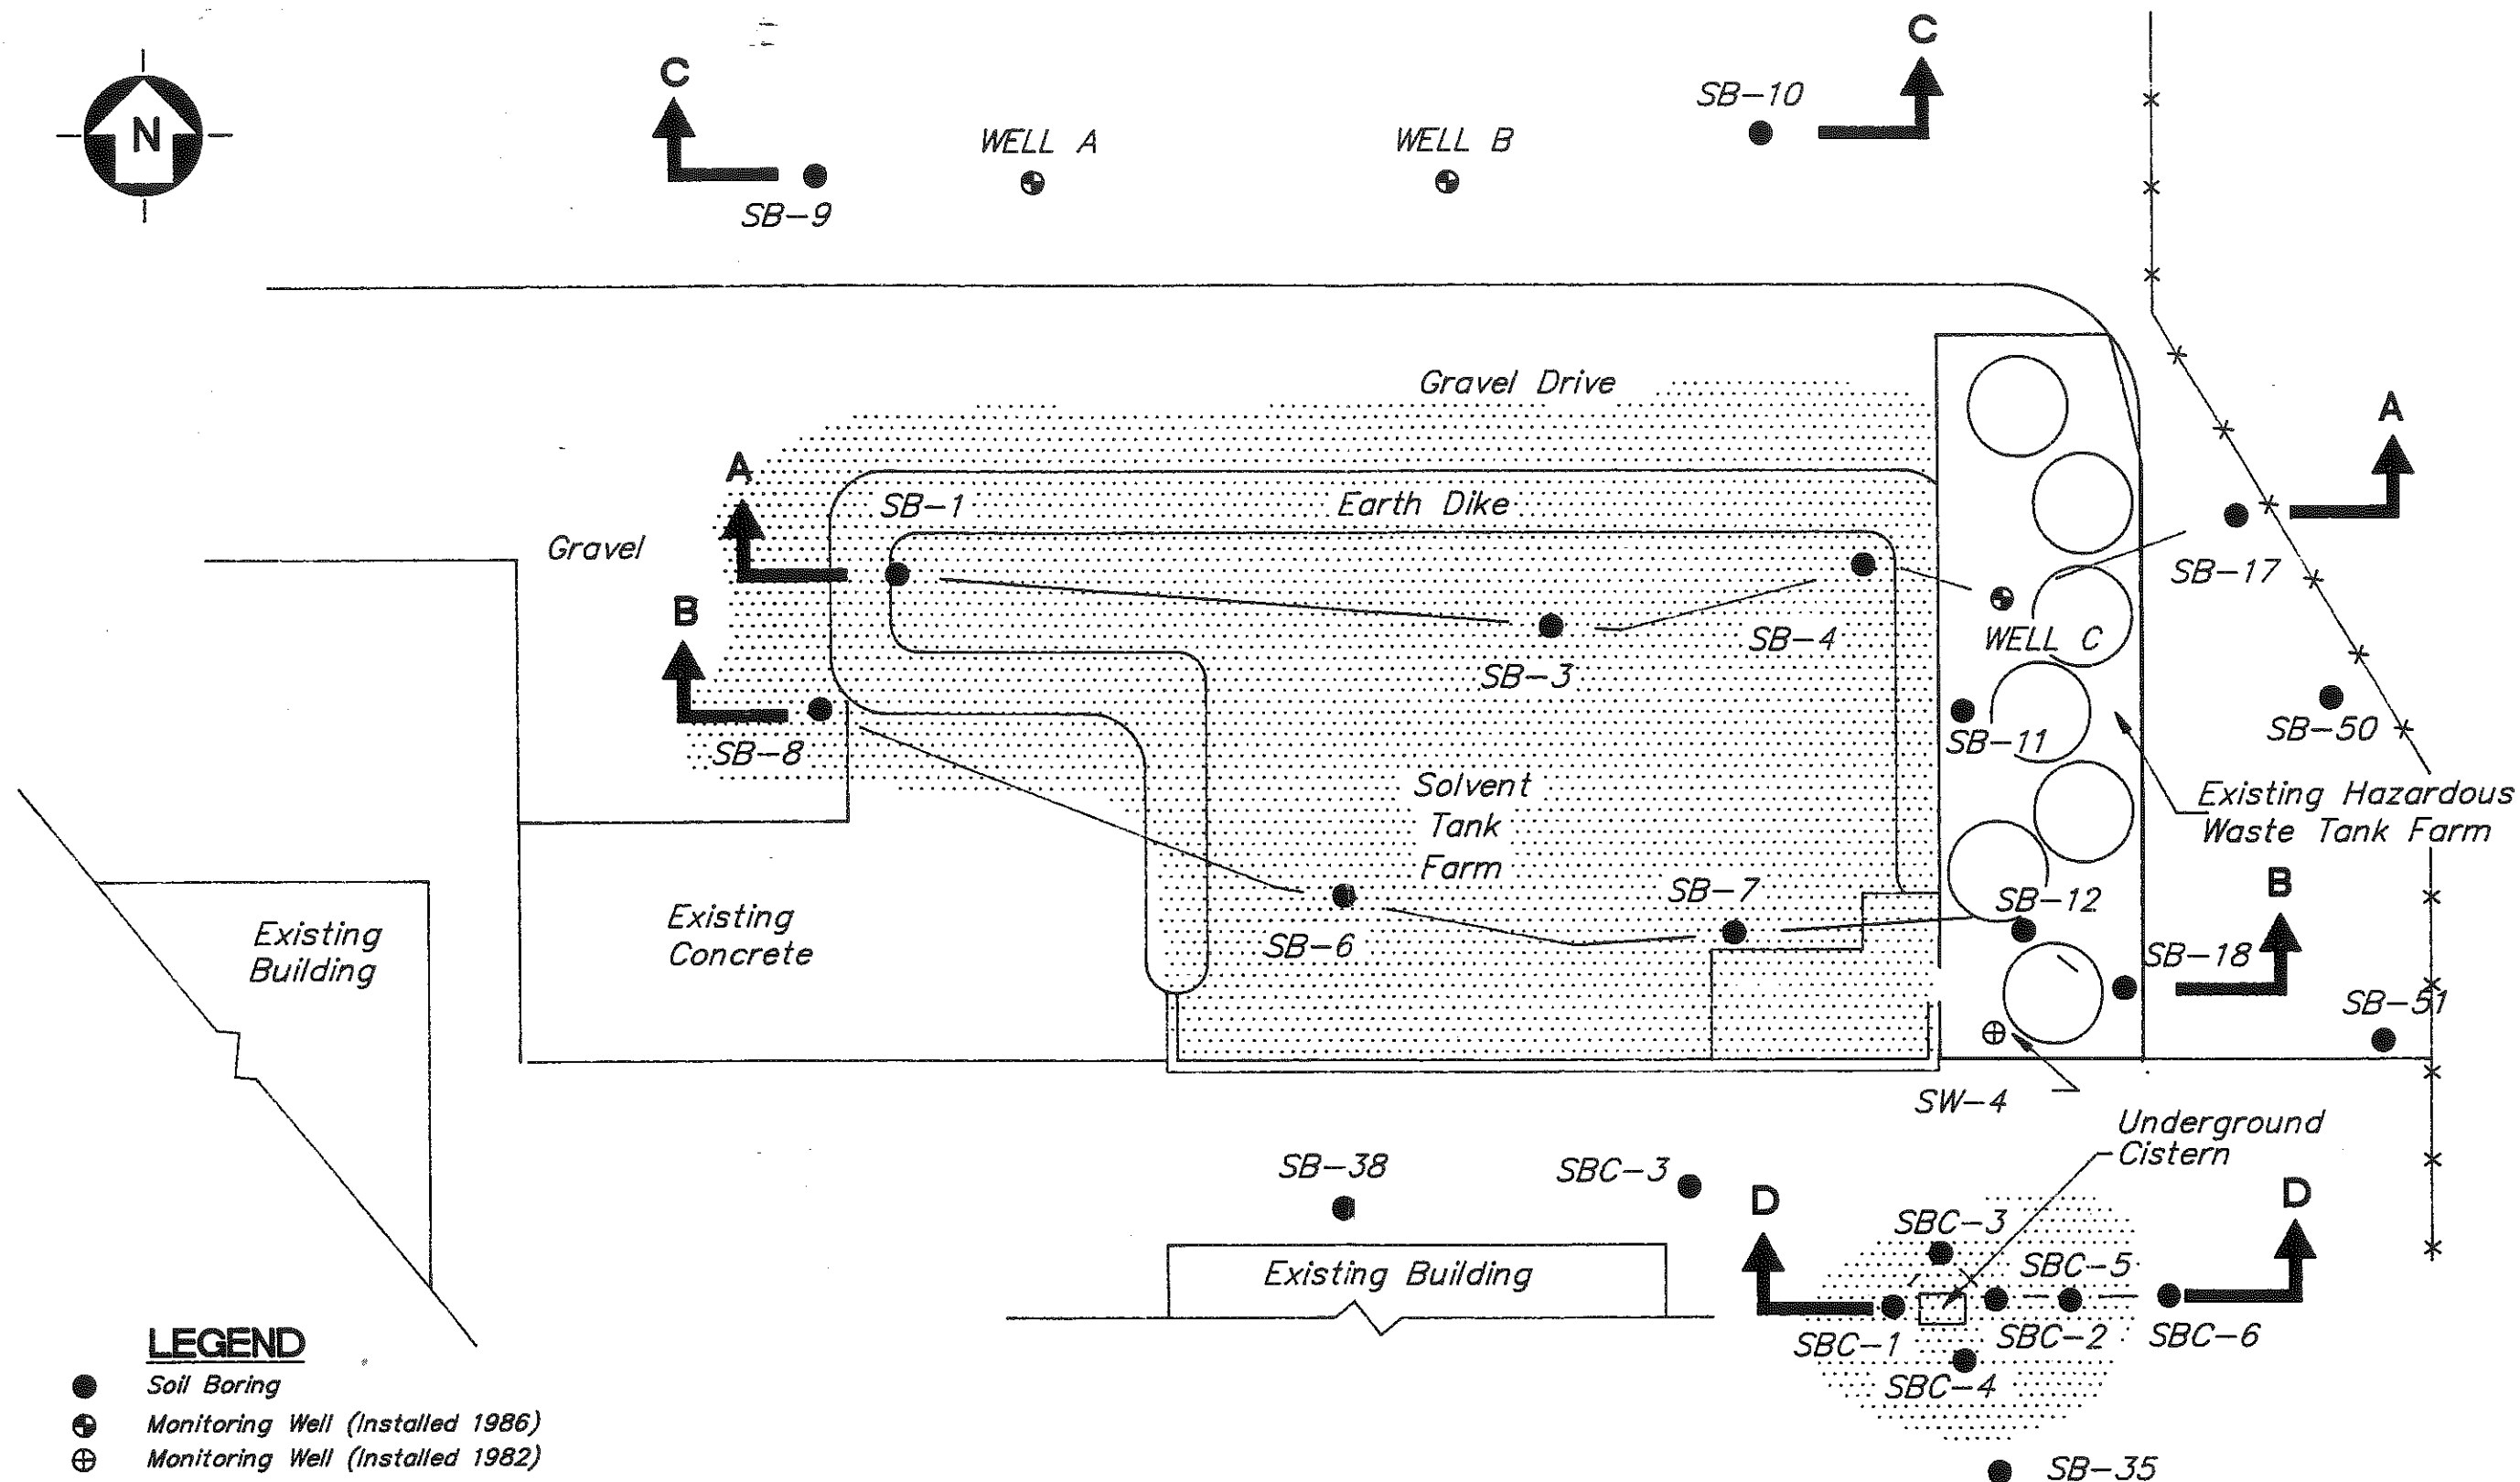 C
C
SB-10
N
WELL A
WELL B
SB-9
Gravel Drive
A
A
SB-1
Earth Dike
Gravel
SB-17
B
WELL C
SB-4
SB-3
SB-8
SB-11
SB-50
Solvent
Tank
Farm
Existing Hazardous
Waste Tank Farm
SB-7
SB-12
B
Existing
Concrete
Existing
Building
SB-6
SB-18
SB-51
SW-4
Underground
Cistern
SB-38
SBC-3
D
D
SBC-3
SBC-5
Existing Building
SBC-1
SBC-2
SBC-6
SBC-4
LEGEND
Soil Boring
Monitoring Well (Installed 1986)
Monitoring Well (Installed 1982)
SB-35